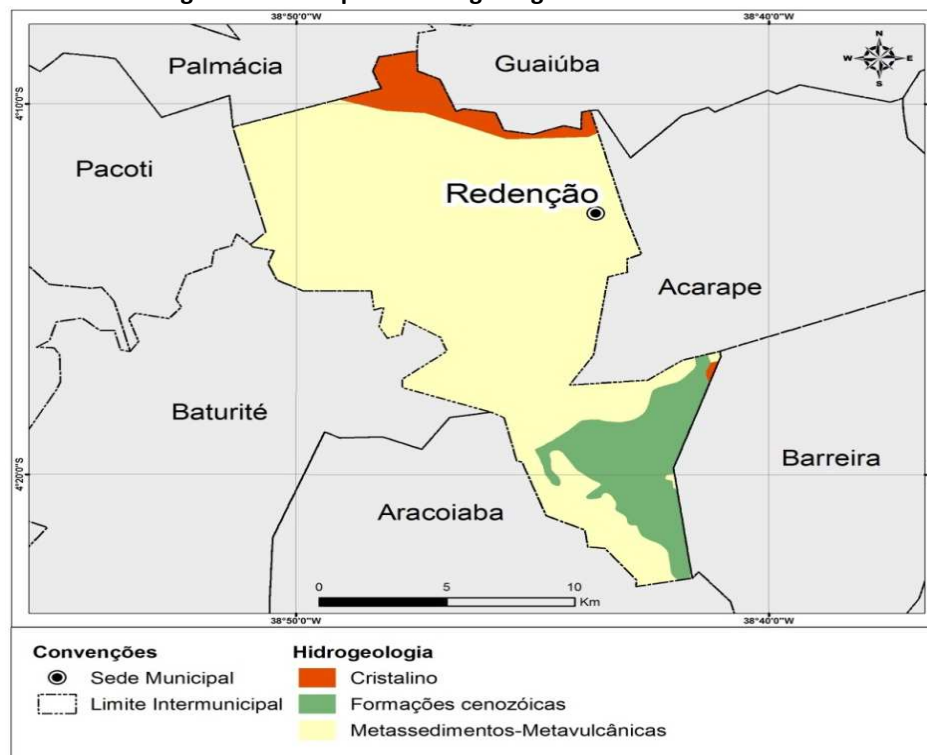 38°50'0"W
38°40'0"W
N
W E
S
Palmácia
Guaiúba
4°10'0"S
Pacoti
Redenção
Acarape
Baturité
Barreira
4°20'0"S
Aracoiaba
0 5 10
Km
38°50'0"W
38°40'0"W
Convenções
Sede Municipal
Limite Intermunicipal
Hidrogeologia
Cristalino
Formações cenozóicas
Metassedimentos-Metavulcânicas